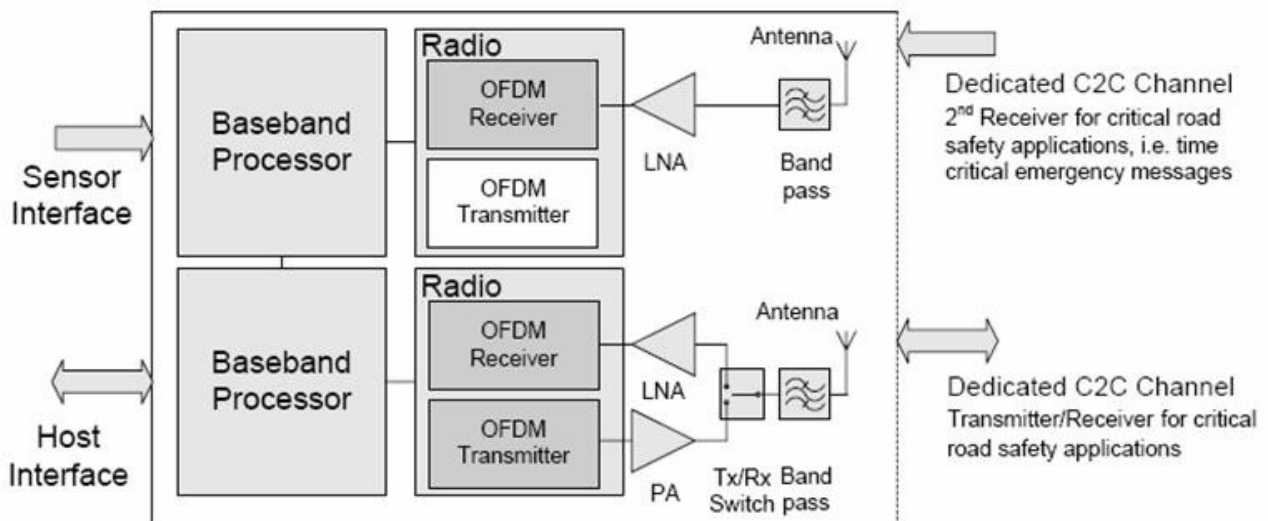 Radio
OFDM
Receiver
OFDM
Transmitter
Baseband
Processor
LNA
Band
pass
Antenna
Sensor
Interface
Dedicated C2C Channel
2nd Receiver for critical road
safety applications, i.e. time
critical emergency messages
Radio
OFDM
Receiver
OFDM
Transmitter
Baseband
Processor
LNA
PA
Tx/Rx
Switch
Band
pass
Antenna
Host
Interface
Dedicated C2C Channel
Transmitter/Receiver for critical
road safety applications